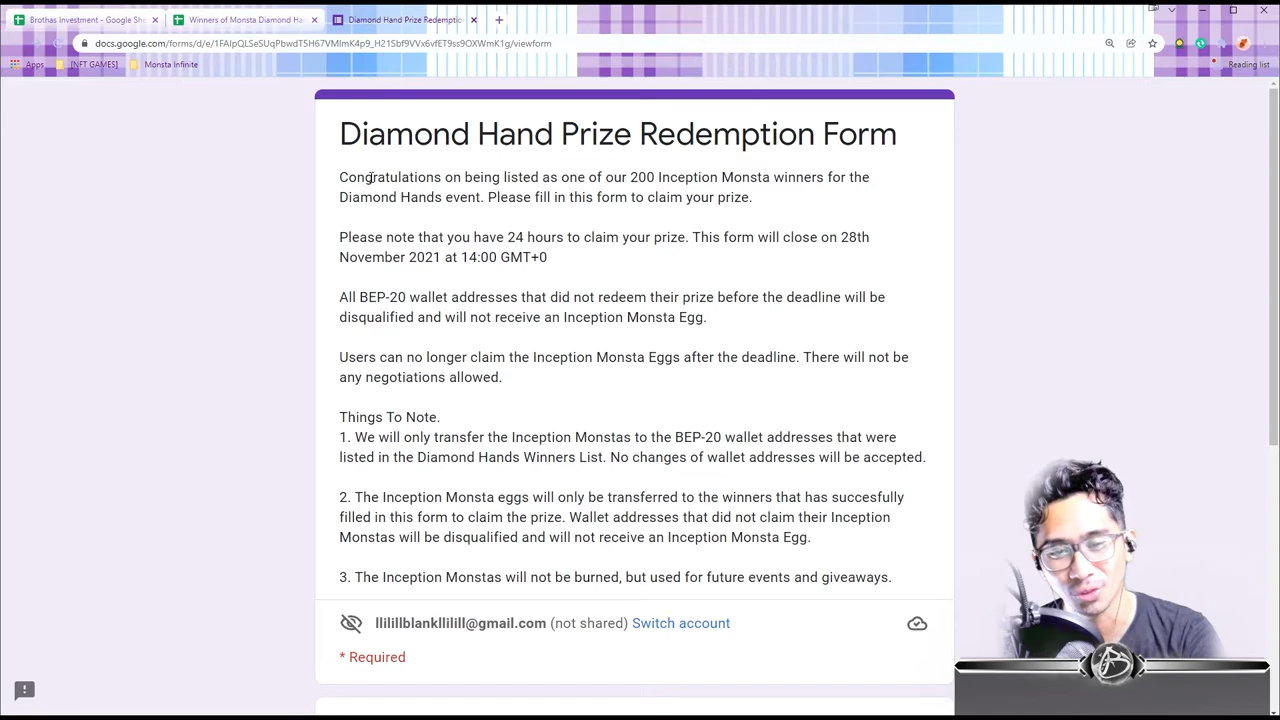 Brothas Investment - Google She
Winners of Monsta Diamond Ha
Diamond Hand Prize Redemptio
docs.google.com/forms/d/e/1FAIpQLSeSUqPbwdT5H67VMImK4p9_H21Sbf9VVx6vfET9ss9OXWmK1g/viewform
Apps
[NFT GAMES]
Monsta Infinite
Reading list
Diamond Hand Prize Redemption Form
Congratulations on being listed as one of our 200 Inception Monsta winners for the
Diamond Hands event. Please fill in this form to claim your prize.
Please note that you have 24 hours to claim your prize. This form will close on 28th
November 2021 at 14:00 GMT+0
All BEP-20 wallet addresses that did not redeem their prize before the deadline will be
disqualified and will not receive an Inception Monsta Egg.
Users can no longer claim the Inception Monsta Eggs after the deadline. There will not be
any negotiations allowed.
Things To Note.
1. We will only transfer the Inception Monstas to the BEP-20 wallet addresses that were
listed in the Diamond Hands Winners List. No changes of wallet addresses will be accepted.
2. The Inception Monsta eggs will only be transferred to the winners that has succesfully
filled in this form to claim the prize. Wallet addresses that did not claim their Inception
Monstas will be disqualified and will not receive an Inception Monsta Egg.
3. The Inception Monstas will not be burned, but used for future events and giveaways.
llilillblankllilill@gmail.com (not shared) Switch account
* Required